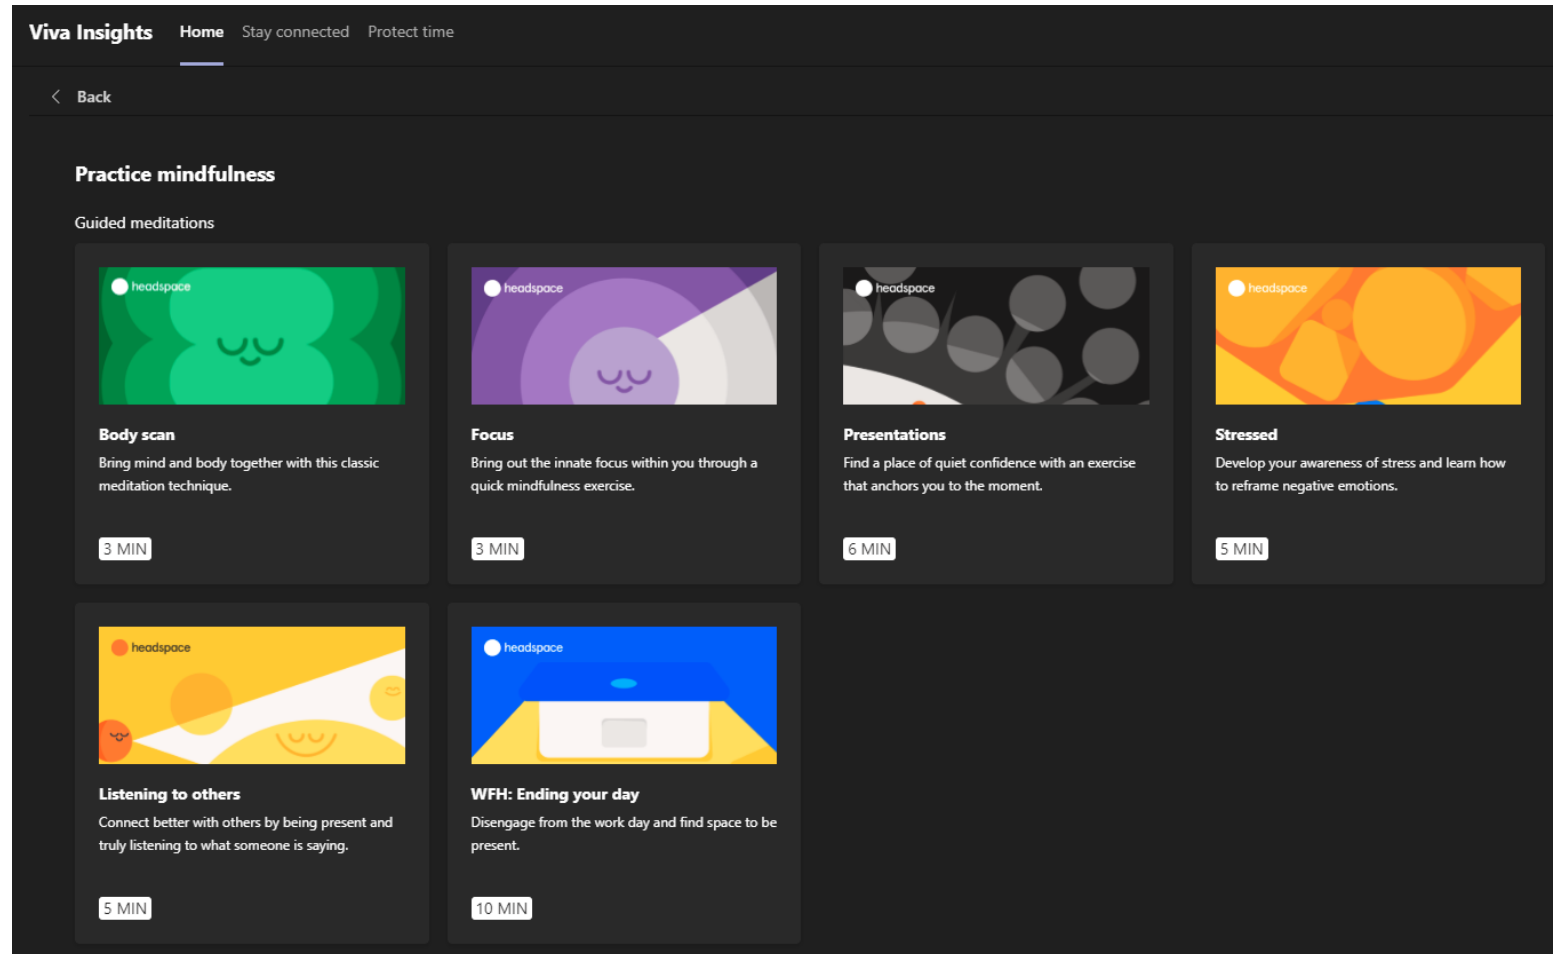 Viva Insights Home Stay connected Protect time
Back
Practice mindfulness
Guided meditations
headspace
Body scan
Bring mind and body together with this classic
meditation technique.
3 MIN
headspace
Focus
Bring out the innate focus within you through a
quick mindfulness exercise.
3 MIN
headspace
Presentations
Find a place of quiet confidence with an exercise
that anchors you to the moment.
6 MIN
headspace
Stressed
Develop your awareness of stress and learn how
to reframe negative emotions.
5 MIN
headspace
Listening to others
Connect better with others by being present and
truly listening to what someone is saying.
5 MIN
headspace
WFH: Ending your day
Disengage from the work day and find space to be
present.
10 MIN